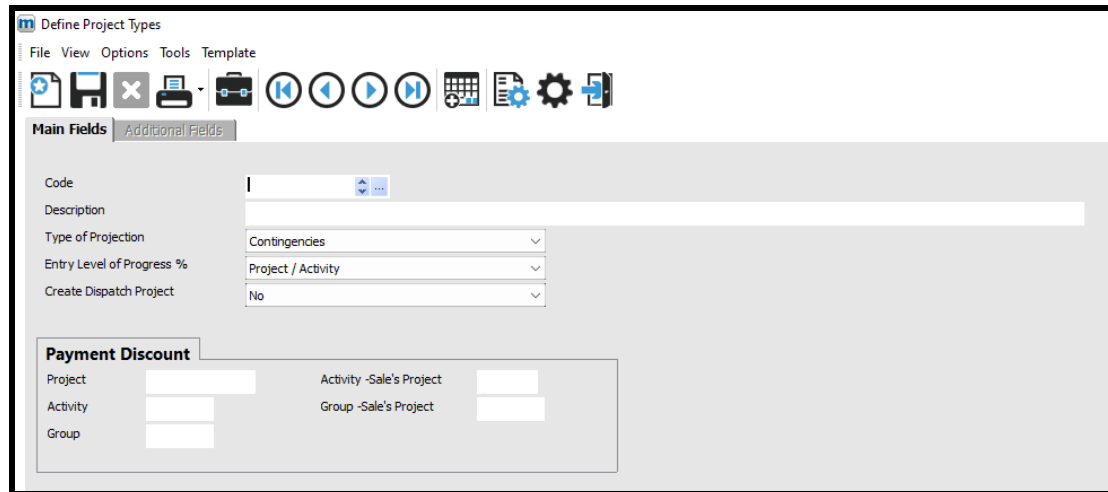 Define Project Types
File View Options Tools Template
Main Fields Additional Fields
Code ...
Description
Type of Projection Contingencies
Entry Level of Progress % Project / Activity
Create Dispatch Project No
Payment Discount
Project Activity -Sale's Project
Activity Group -Sale's Project
Group